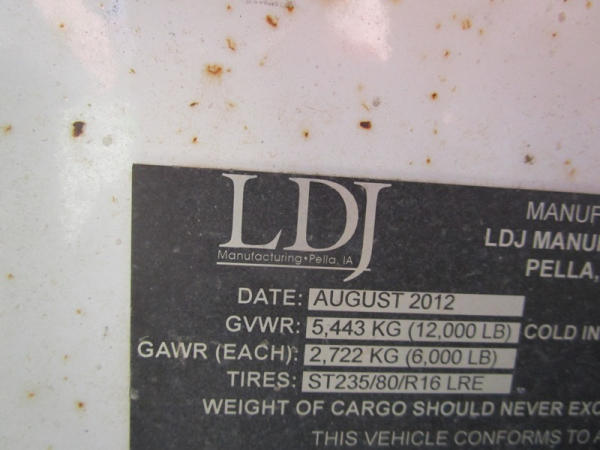 LDJ
Manufacturing • Pella, IA
MANUF
LDJ MANU
PELLA,
DATE: AUGUST 2012
GVWR: 5,443 KG (12,000 LB) COLD IN
GAWR (EACH): 2,722 KG (6,000 LB)
TIRES: ST235/80/R16 LRE
WEIGHT OF CARGO SHOULD NEVER EXC
THIS VEHICLE CONFORMS TO A